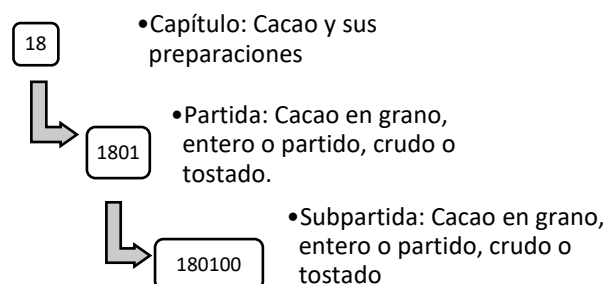 18
•Capítulo: Cacao y sus
preparaciones
1801
•Partida: Cacao en grano,
entero o partido, crudo o
tostado.
180100
•Subpartida: Cacao en grano,
entero o partido, crudo o
tostado